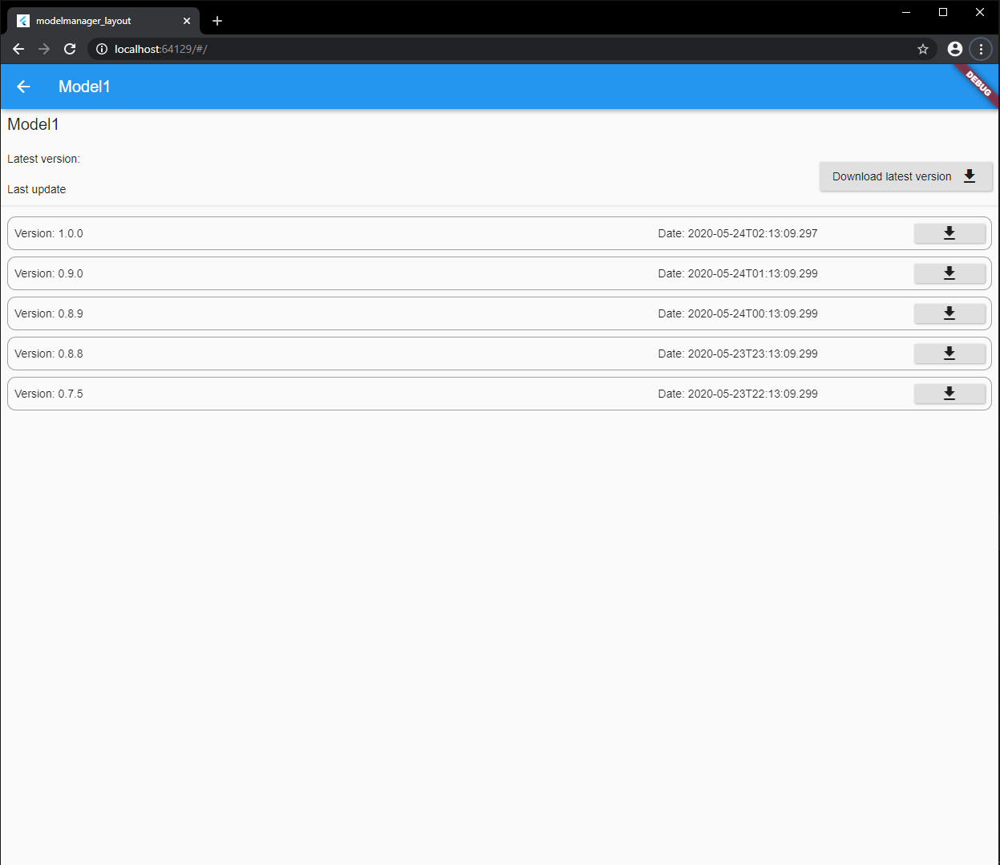 modelmanager_layout
localhost:64129/#/
Model1
DEBUG
Model1
Latest version:
Download latest version
Last update
Version: 1.0.0 Date: 2020-05-24T02:13:09.297
Version: 0.9.0 Date: 2020-05-24T01:13:09.299
Version: 0.8.9 Date: 2020-05-24T00:13:09.299
Version: 0.8.8 Date: 2020-05-23T23:13:09.299
Version: 0.7.5 Date: 2020-05-23T22:13:09.299